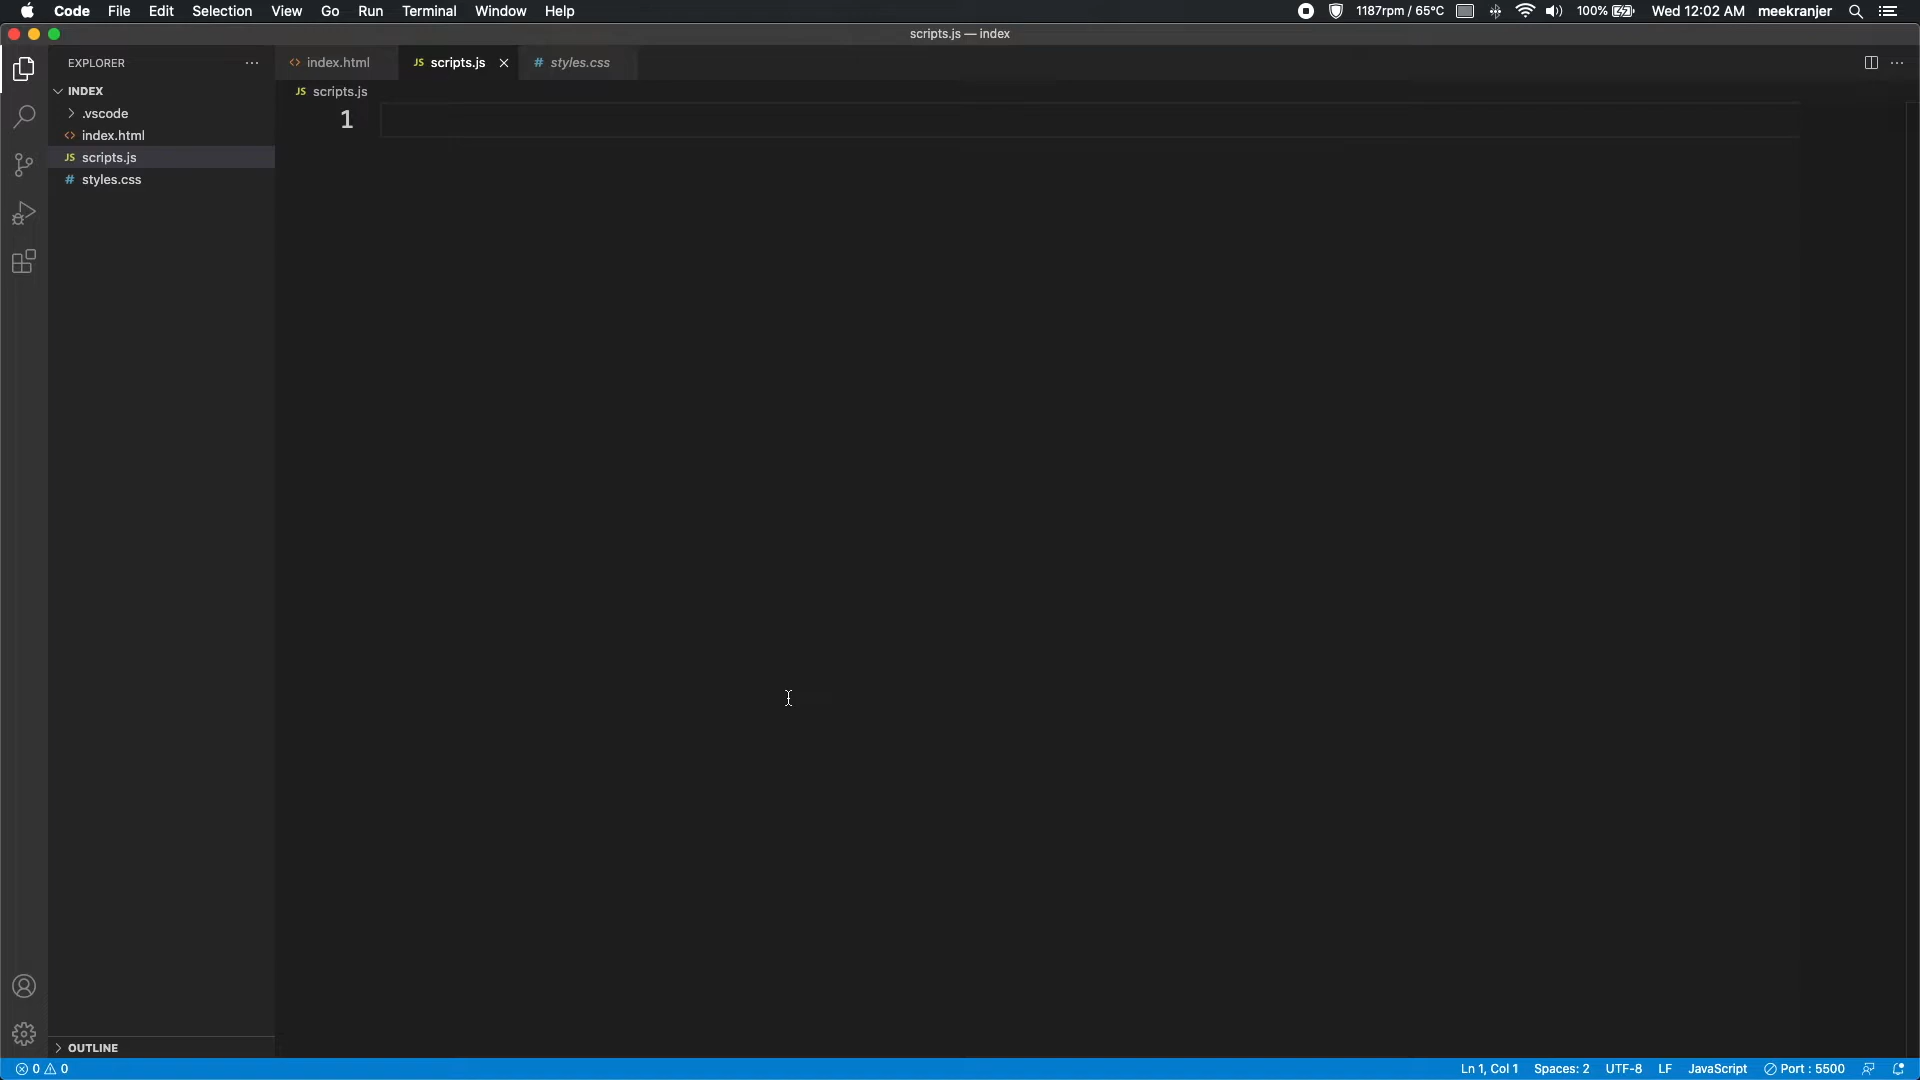 Code File Edit Selection View Go Run Terminal Window Help 1187rpm / 65°C 100% Wed 12:02 AM meekranjer
scripts.js — index
EXPLORER
index.html
JS scripts.js
# styles.css
INDEX
JS scripts.js
.vscode
1
index.html
JS scripts.js
# styles.css
OUTLINE
0 0 Ln 1, Col 1 Spaces: 2 UTF-8 LF JavaScript Port : 5500